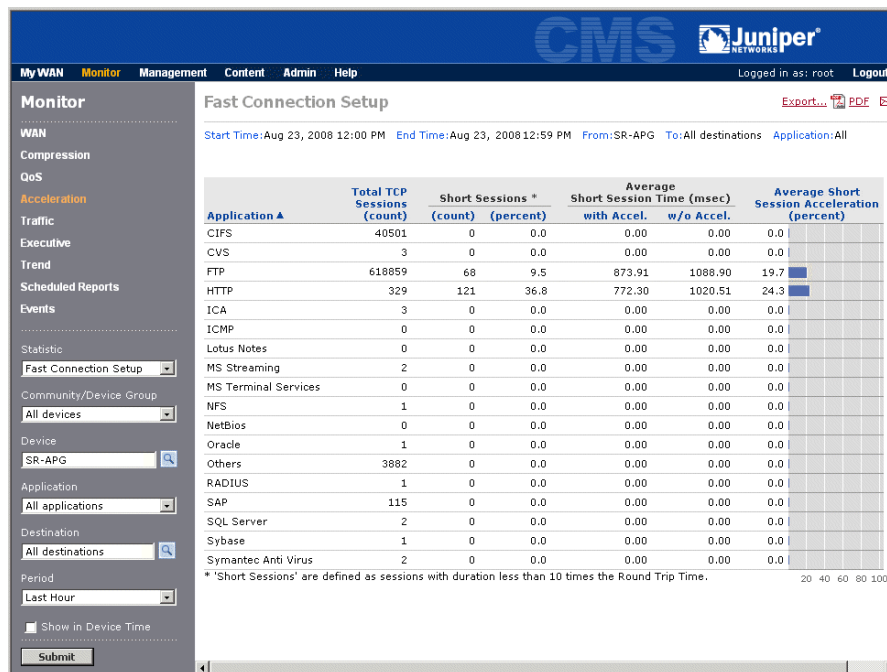 CMS
Juniper
NETWORKS
My WAN Monitor Management Content Admin Help Logged in as: root Logout
Monitor
WAN
Compression
QoS
Acceleration
Traffic
Executive
Trend
Scheduled Reports
Events
Statistic
Fast Connection Setup
Community/Device Group
All devices
Device
SR-APG
Application
All applications
Destination
All destinations
Period
Last Hour
Show in Device Time
Submit
Fast Connection Setup
Export... PDF
Start Time:Aug 23, 2008 12:00 PM End Time:Aug 23, 2008 12:59 PM From:SR-APG To:All destinations Application:All
Application Total TCP Sessions (count) Short Sessions * (count) (percent) Average Short Session Time (msec) with Accel. w/o Accel. Average Short Session Acceleration (percent)
CIFS 40501 0 0.0 0.00 0.00 0.0
CVS 3 0 0.0 0.00 0.00 0.0
FTP 618859 68 9.5 873.91 1088.90 19.7
HTTP 329 121 36.8 772.30 1020.51 24.3
ICA 3 0 0.0 0.00 0.00 0.0
ICMP 0 0 0.0 0.00 0.00 0.0
Lotus Notes 0 0 0.0 0.00 0.00 0.0
MS Streaming 2 0 0.0 0.00 0.00 0.0
MS Terminal Services 0 0 0.0 0.00 0.00 0.0
NFS 1 0 0.0 0.00 0.00 0.0
NetBios 0 0 0.0 0.00 0.00 0.0
Oracle 1 0 0.0 0.00 0.00 0.0
Others 3882 0 0.0 0.00 0.00 0.0
RADIUS 1 0 0.0 0.00 0.00 0.0
SAP 115 0 0.0 0.00 0.00 0.0
SQL Server 2 0 0.0 0.00 0.00 0.0
Sybase 1 0 0.0 0.00 0.00 0.0
Symantec Anti Virus 2 0 0.0 0.00 0.00 0.0
* 'Short Sessions' are defined as sessions with duration less than 10 times the Round Trip Time.
20 40 60 80 100